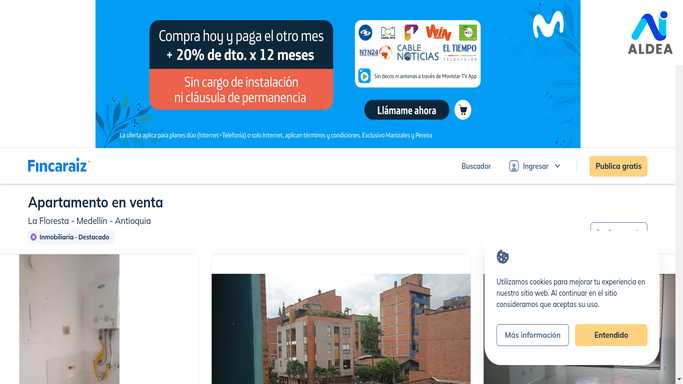 Compra hoy y paga el otro mes
+ 20% de dto. x 12 meses
Sin cargo de instalación
ni cláusula de permanencia
WIN
NTN24
CABLE NOTICIAS
EL TIEMPO
TELEVISIÓN
Sin decos ni antenas a través de Movistar TV App
Llámame ahora
La oferta aplica para planes dúo (Internet+Telefonía) o solo Internet, aplican términos y condiciones. Exclusivo Manizales y Pereira
ALDEA
Fincaraiz
Buscador
Ingresar
Publica gratis
Apartamento en venta
La Floresta - Medellín - Antioquia
Inmobiliaria - Destacado
Utilizamos cookies para mejorar tu experiencia en
nuestro sitio web. Al continuar en el sitio
consideramos que aceptas su uso.
Más información
Entendido